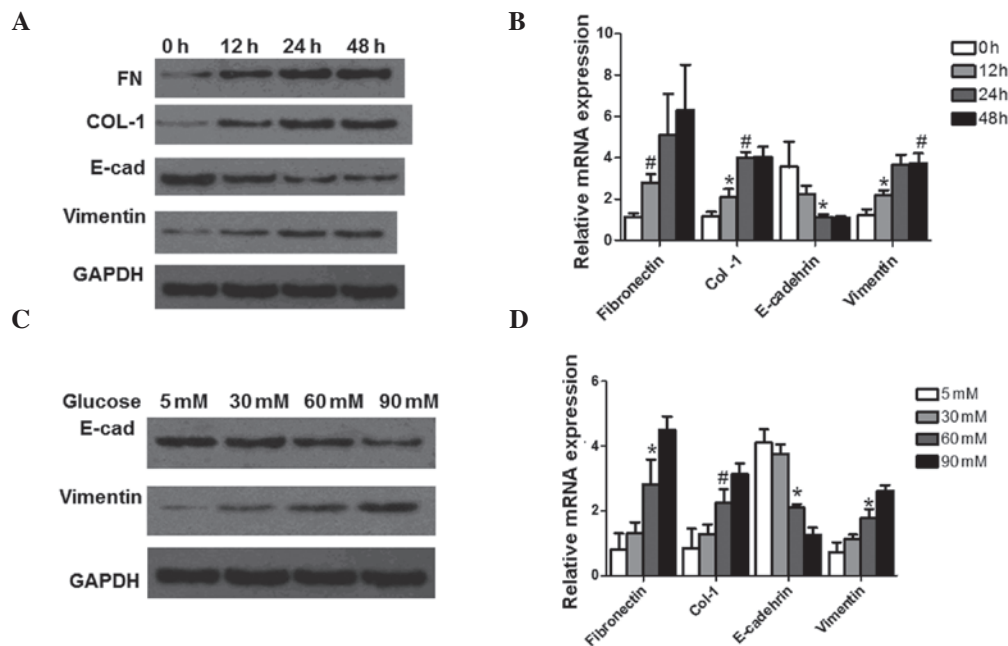 A
0 h 12 h 24 h 48 h
FN
COL-1
E-cad
Vimentin
GAPDH
B
Relative mRNA expression
10
8
6
4
2
0
# * # * * #
Fibronectin
Col -1
E-cadehrin
Vimentin
0h
12h
24h
48h
C
Glucose 5 mM 30 mM 60 mM 90 mM
E-cad
Vimentin
GAPDH
D
Relative mRNA expression
6
4
2
0
* # * *
Fibronectin
Col-1
E-cadehrin
Vimentin
5 mM
30 mM
60 mM
90 mM